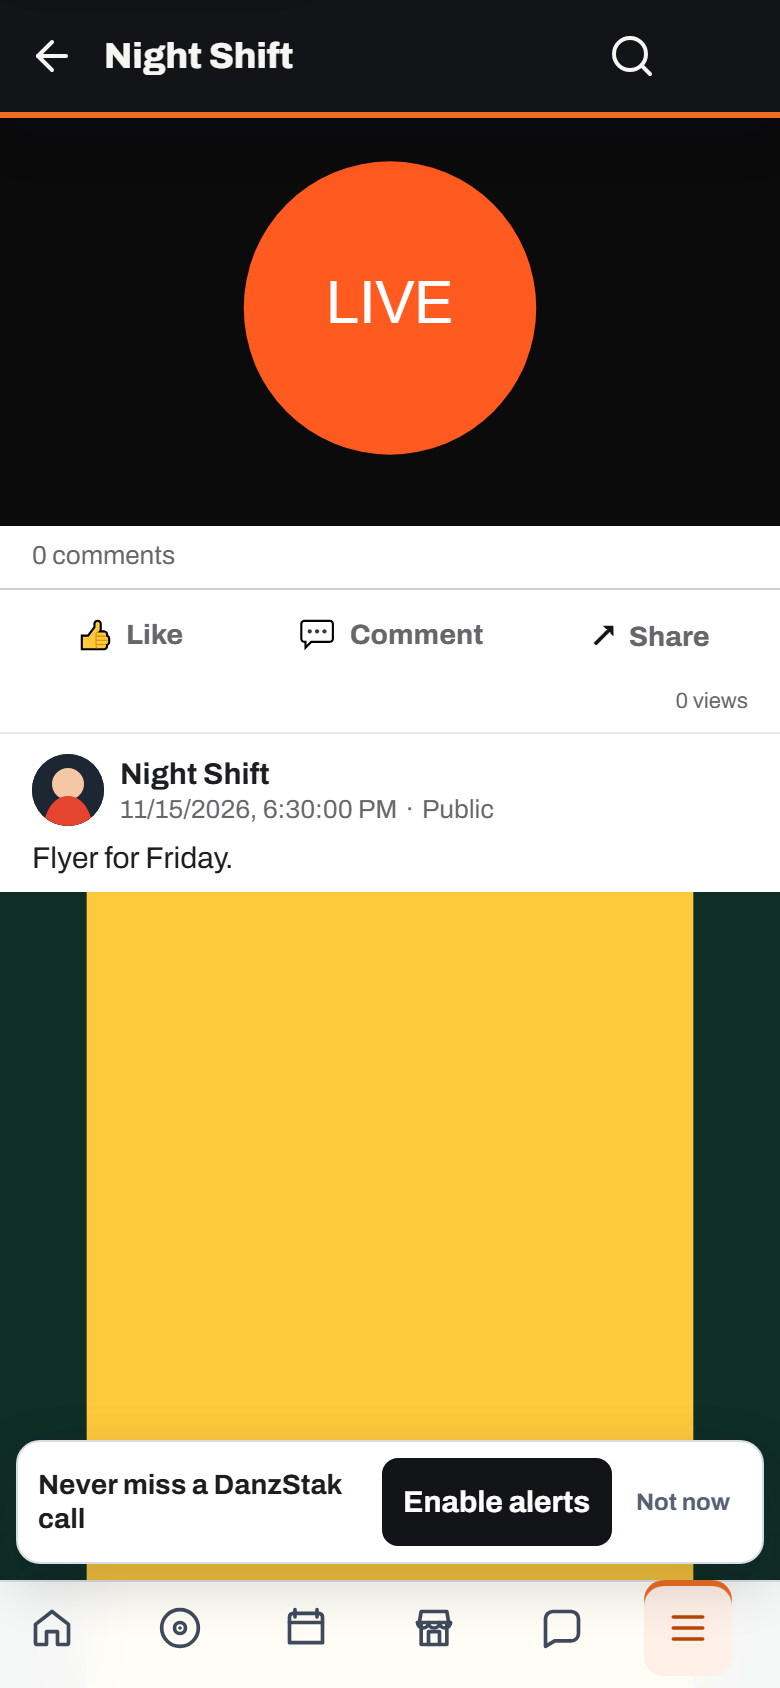 Night Shift
LIVE
0 comments
Like
Comment
Share
0 views
Night Shift
11/15/2026, 6:30:00 PM · Public
Flyer for Friday.
Never miss a DanzStak
call
Enable alerts
Not now